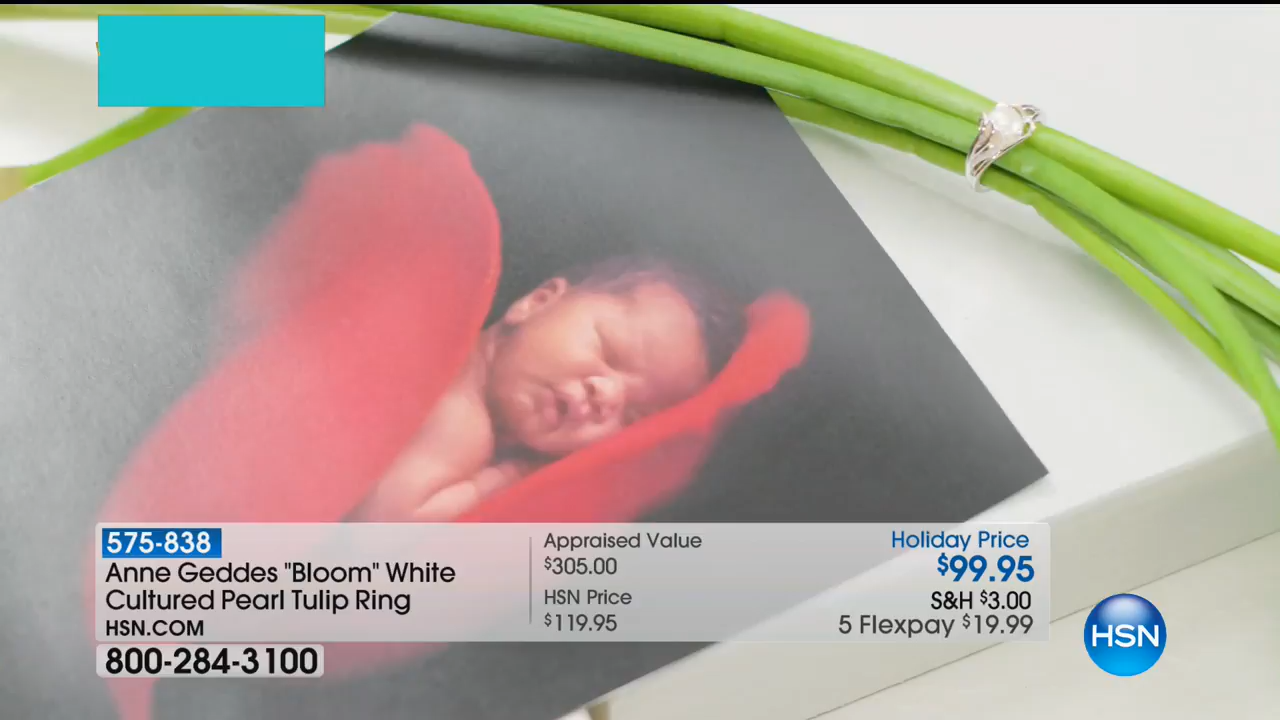 575-838
Anne Geddes "Bloom" White
Cultured Pearl Tulip Ring
HSN.COM
800-284-3100
Appraised Value
$305.00
HSN Price
$119.95
Holiday Price
$99.95
S&H $3.00
5 Flexpay $19.99
HSN